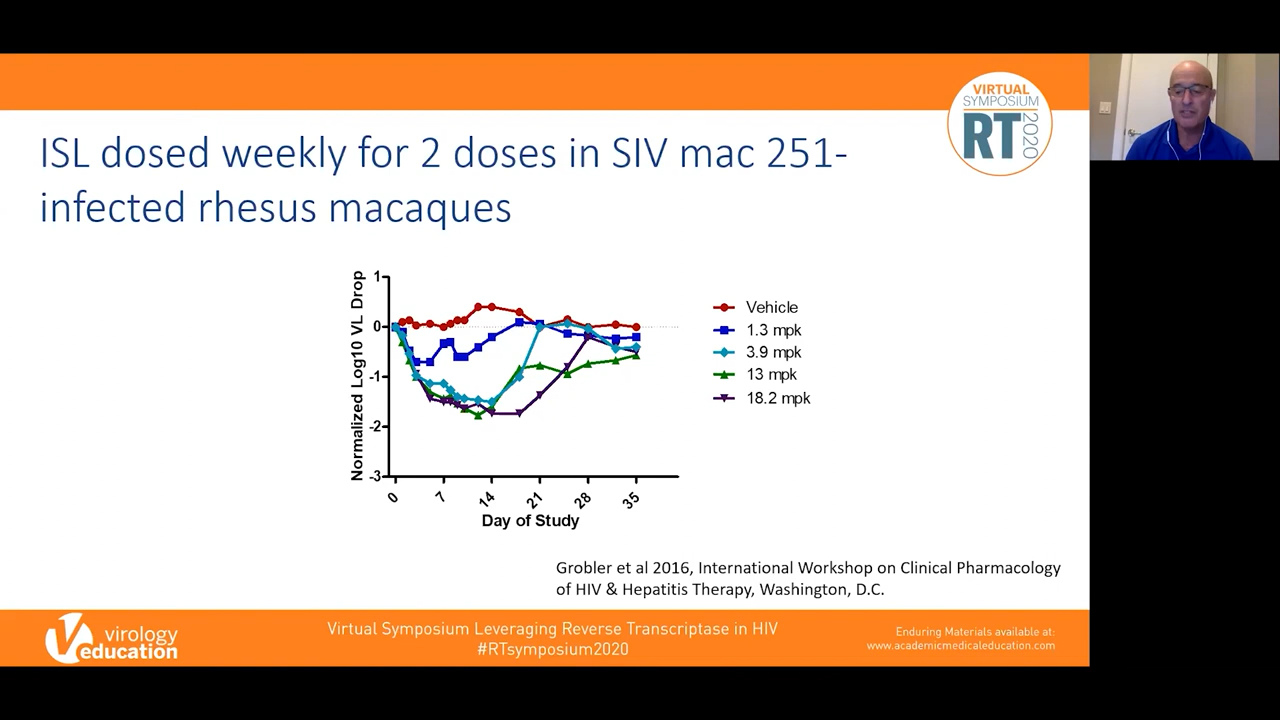 VIRTUAL
SYMPOSIUM
RT
2020
ISL dosed weekly for 2 doses in SIV mac 251-
infected rhesus macaques
Normalized Log10 VL Drop
1
0
-1
-2
-3
0
7
14
21
28
35
Day of Study
Vehicle
1.3 mpk
3.9 mpk
13 mpk
18.2 mpk
Grobler et al 2016, International Workshop on Clinical Pharmacology
of HIV & Hepatitis Therapy, Washington, D.C.
virology
education
Virtual Symposium Leveraging Reverse Transcriptase in HIV
#RTsymposium2020
Enduring Materials available at:
www.academicmedicaleducation.com